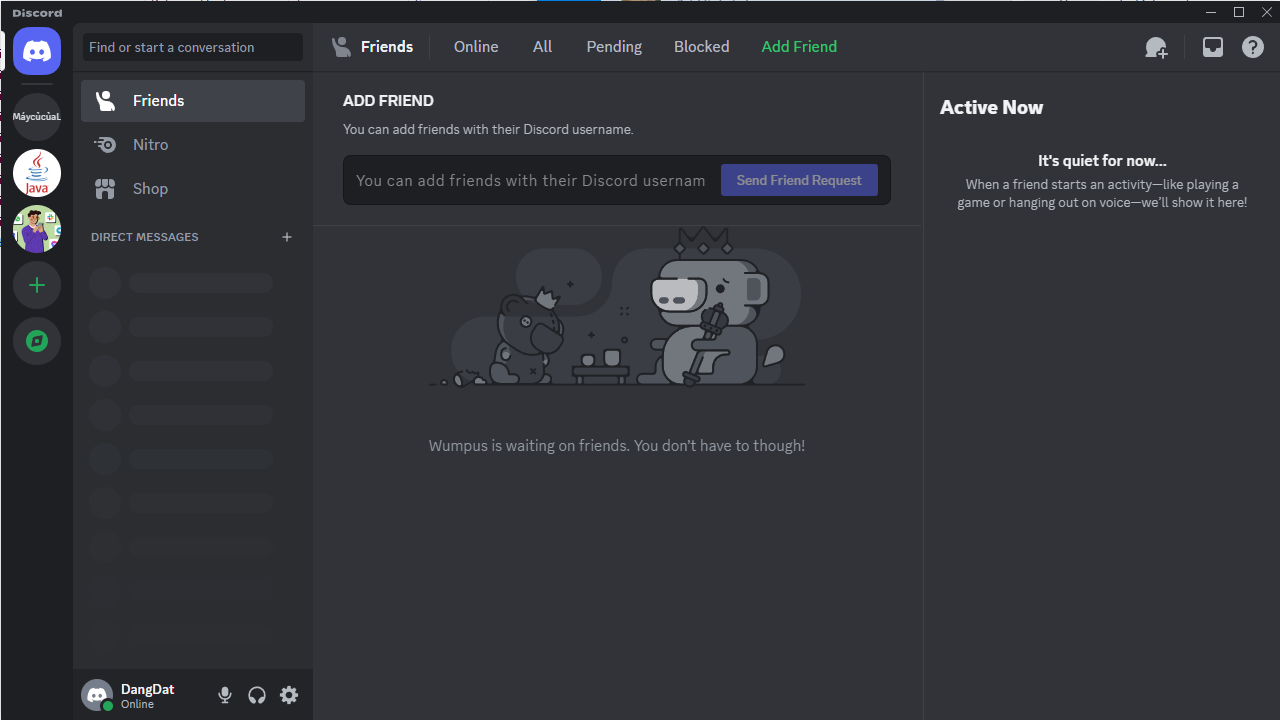 Discord
Find or start a conversation
Friends
Online
All
Pending
Blocked
Add Friend
MáycủcủaL
Java
Friends
Nitro
Shop
DIRECT MESSAGES
ADD FRIEND
You can add friends with their Discord username.
You can add friends with their Discord usernam
Send Friend Request
Wumpus is waiting on friends. You don't have to though!
Active Now
It's quiet for now...
When a friend starts an activity—like playing a
game or hanging out on voice—we'll show it here!
DangDat
Online